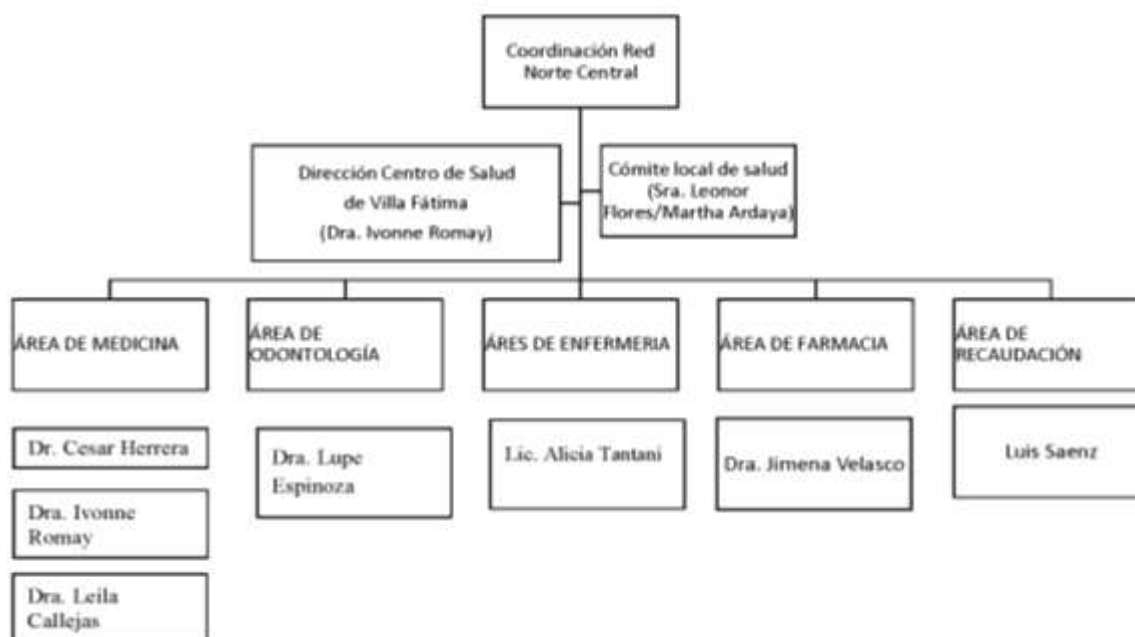 Coordinación Red
Norte Central
Dirección Centro de Salud
de Villa Fátima
(Dra. Ivonne Romay)
Cómite local de salud
(Sra. Leonor
Flores/Martha Ardaya)
ÁREA DE MEDICINA
ÁREA DE
ODONTOLOGÍA
ÁRES DE ENFERMERIA
ÁREA DE FARMACIA
ÁREA DE
RECAUDACIÓN
Dr. Cesar Herrera
Dra. Ivonne
Romay
Dra. Leila
Callejas
Dra. Lupe
Espinoza
Lic. Alicia Tantani
Dra. Jimena Velasco
Luis Saenz